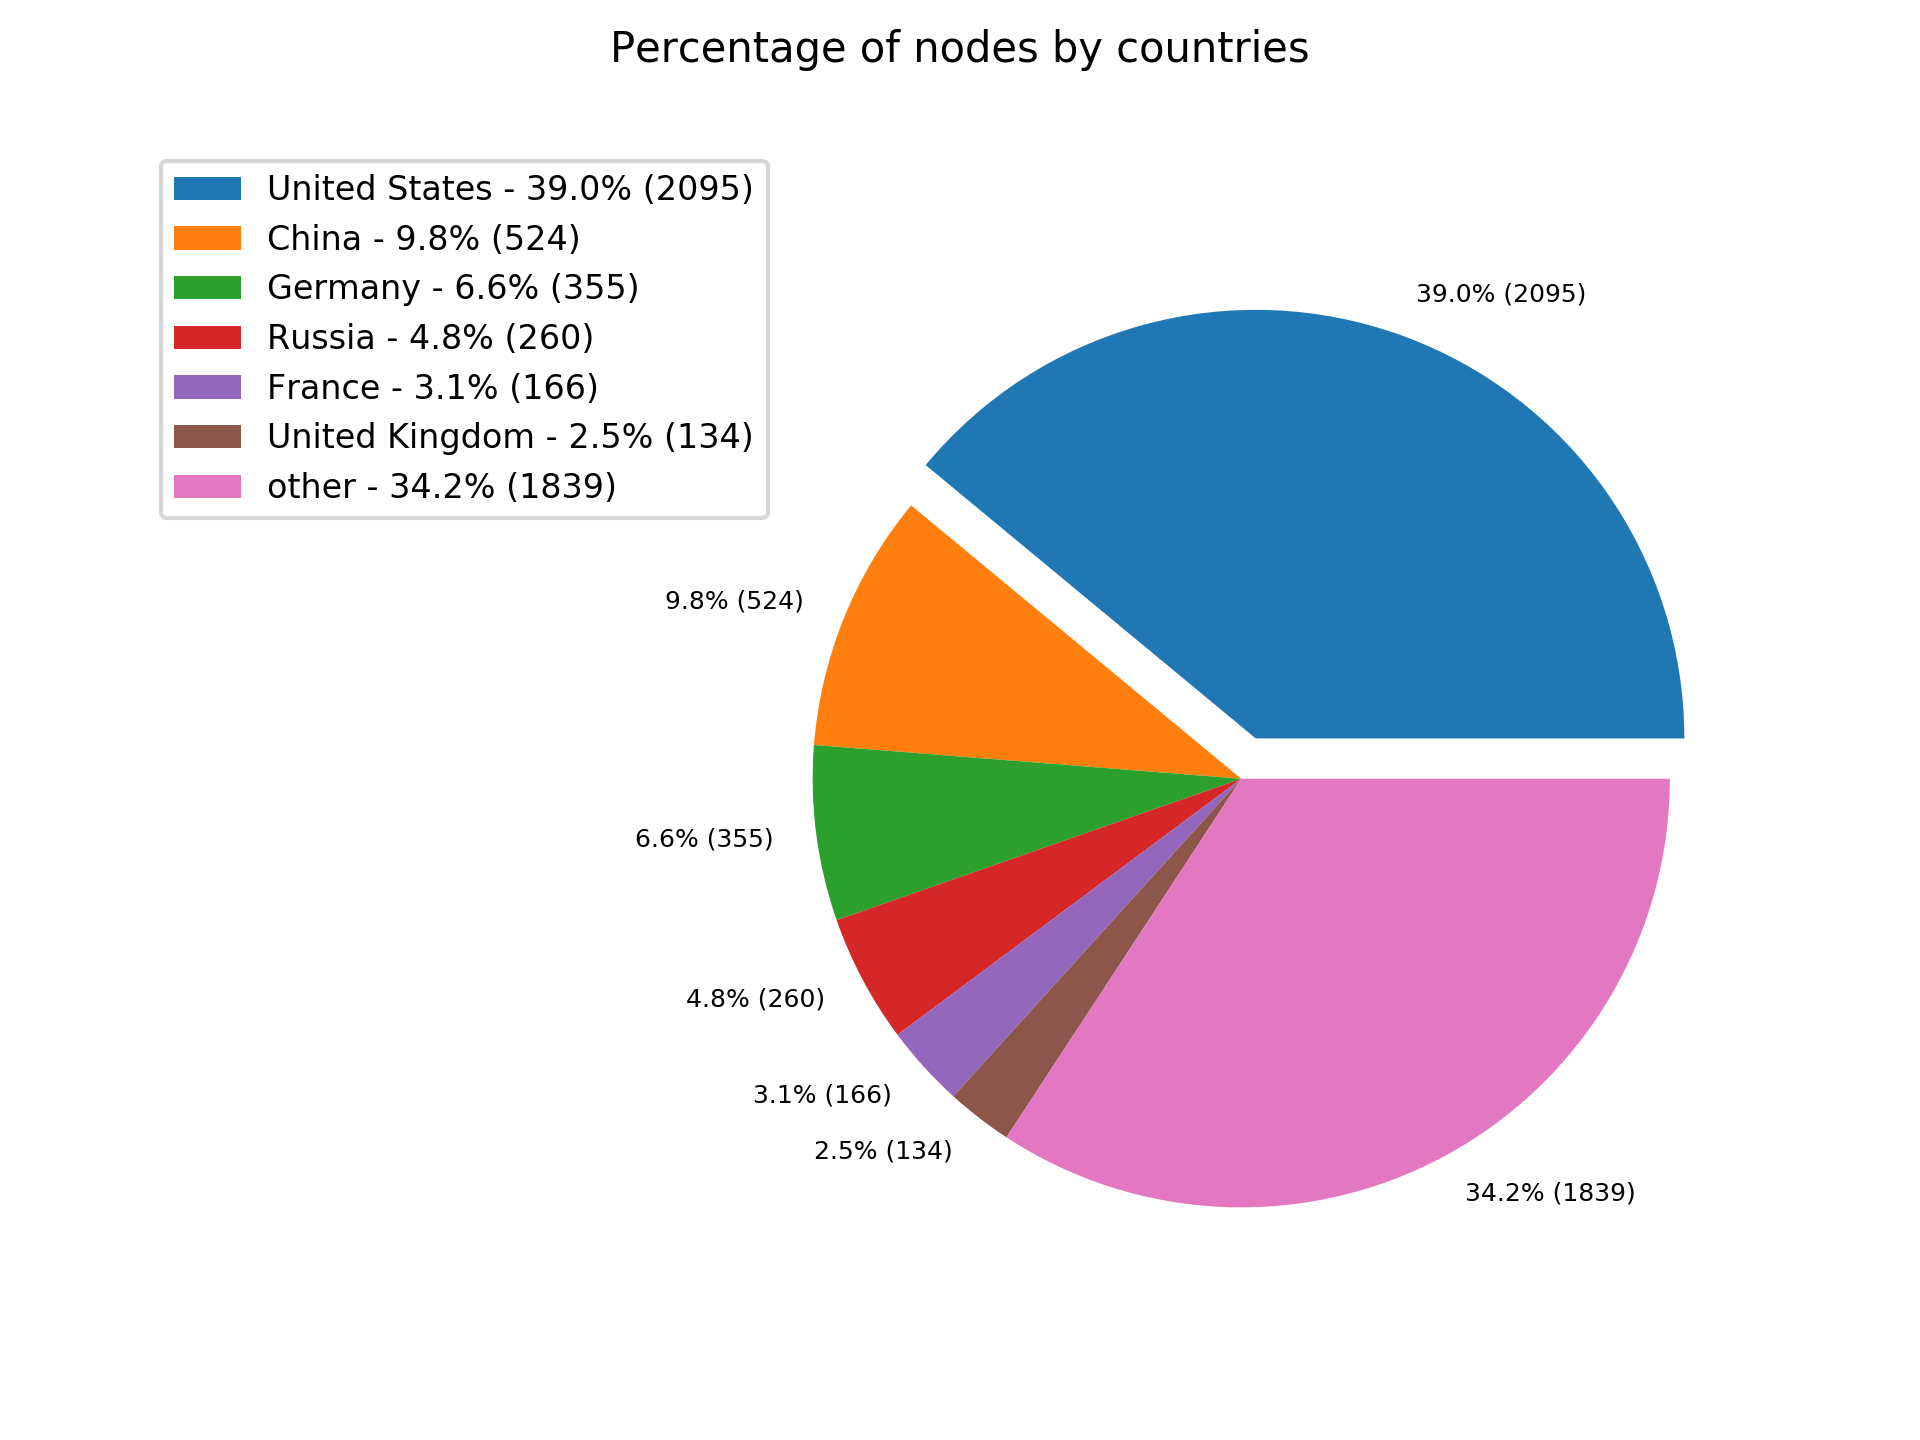 Percentage of nodes by countries
United States - 39.0% (2095)
China - 9.8% (524)
Germany - 6.6% (355)
Russia - 4.8% (260)
France - 3.1% (166)
United Kingdom - 2.5% (134)
other - 34.2% (1839)
39.0% (2095)
9.8% (524)
6.6% (355)
4.8% (260)
3.1% (166)
2.5% (134)
34.2% (1839)